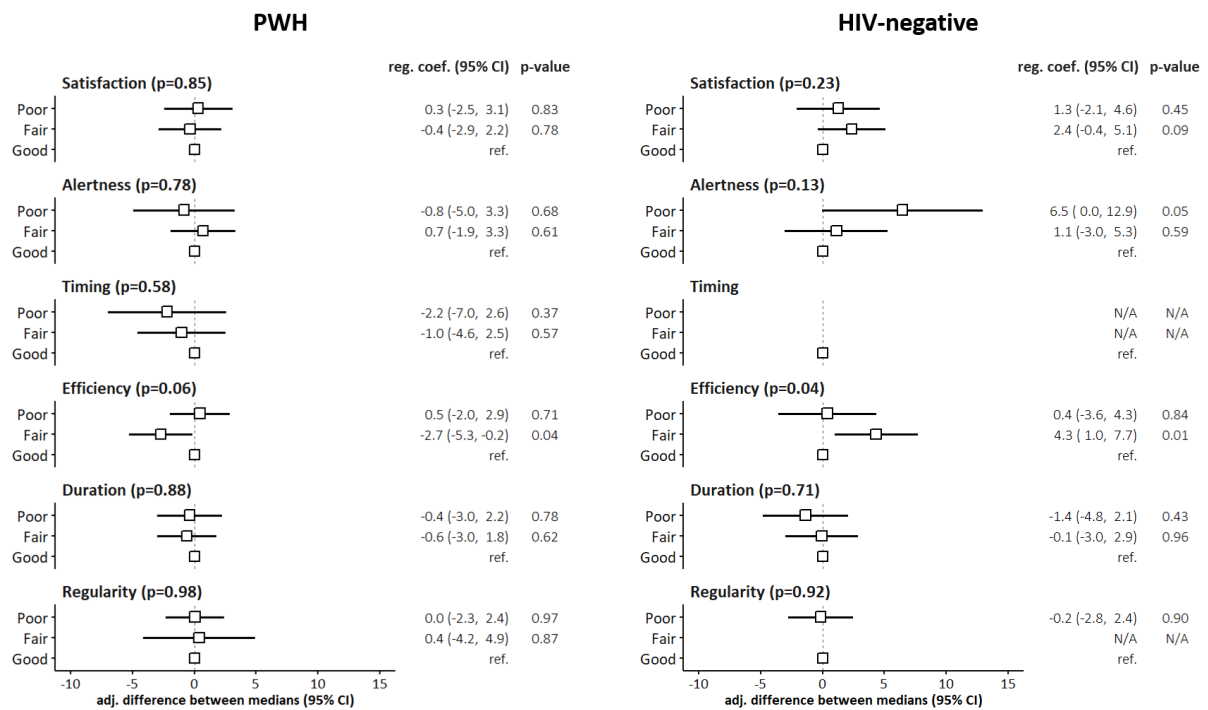 PWH
reg. coef. (95% CI) p-value
Satisfaction (p=0.85)
Poor 0.3 (-2.5, 3.1) 0.83
Fair -0.4 (-2.9, 2.2) 0.78
Good ref.
Alertness (p=0.78)
Poor -0.8 (-5.0, 3.3) 0.68
Fair 0.7 (-1.9, 3.3) 0.61
Good ref.
Timing (p=0.58)
Poor -2.2 (-7.0, 2.6) 0.37
Fair -1.0 (-4.6, 2.5) 0.57
Good ref.
Efficiency (p=0.06)
Poor 0.5 (-2.0, 2.9) 0.71
Fair -2.7 (-5.3, -0.2) 0.04
Good ref.
Duration (p=0.88)
Poor -0.4 (-3.0, 2.2) 0.78
Fair -0.6 (-3.0, 1.8) 0.62
Good ref.
Regularity (p=0.98)
Poor 0.0 (-2.3, 2.4) 0.97
Fair 0.4 (-4.2, 4.9) 0.87
Good ref.
-10 -5 0 5 10 15
adj. difference between medians (95% CI)
HIV-negative
reg. coef. (95% CI) p-value
Satisfaction (p=0.23)
Poor 1.3 (-2.1, 4.6) 0.45
Fair 2.4 (-0.4, 5.1) 0.09
Good ref.
Alertness (p=0.13)
Poor 6.5 ( 0.0, 12.9) 0.05
Fair 1.1 (-3.0, 5.3) 0.59
Good ref.
Timing
Poor N/A N/A
Fair N/A N/A
Good ref.
Efficiency (p=0.04)
Poor 0.4 (-3.6, 4.3) 0.84
Fair 4.3 ( 1.0, 7.7) 0.01
Good ref.
Duration (p=0.71)
Poor -1.4 (-4.8, 2.1) 0.43
Fair -0.1 (-3.0, 2.9) 0.96
Good ref.
Regularity (p=0.92)
Poor -0.2 (-2.8, 2.4) 0.90
Fair N/A N/A
Good ref.
-10 -5 0 5 10 15
adj. difference between medians (95% CI)